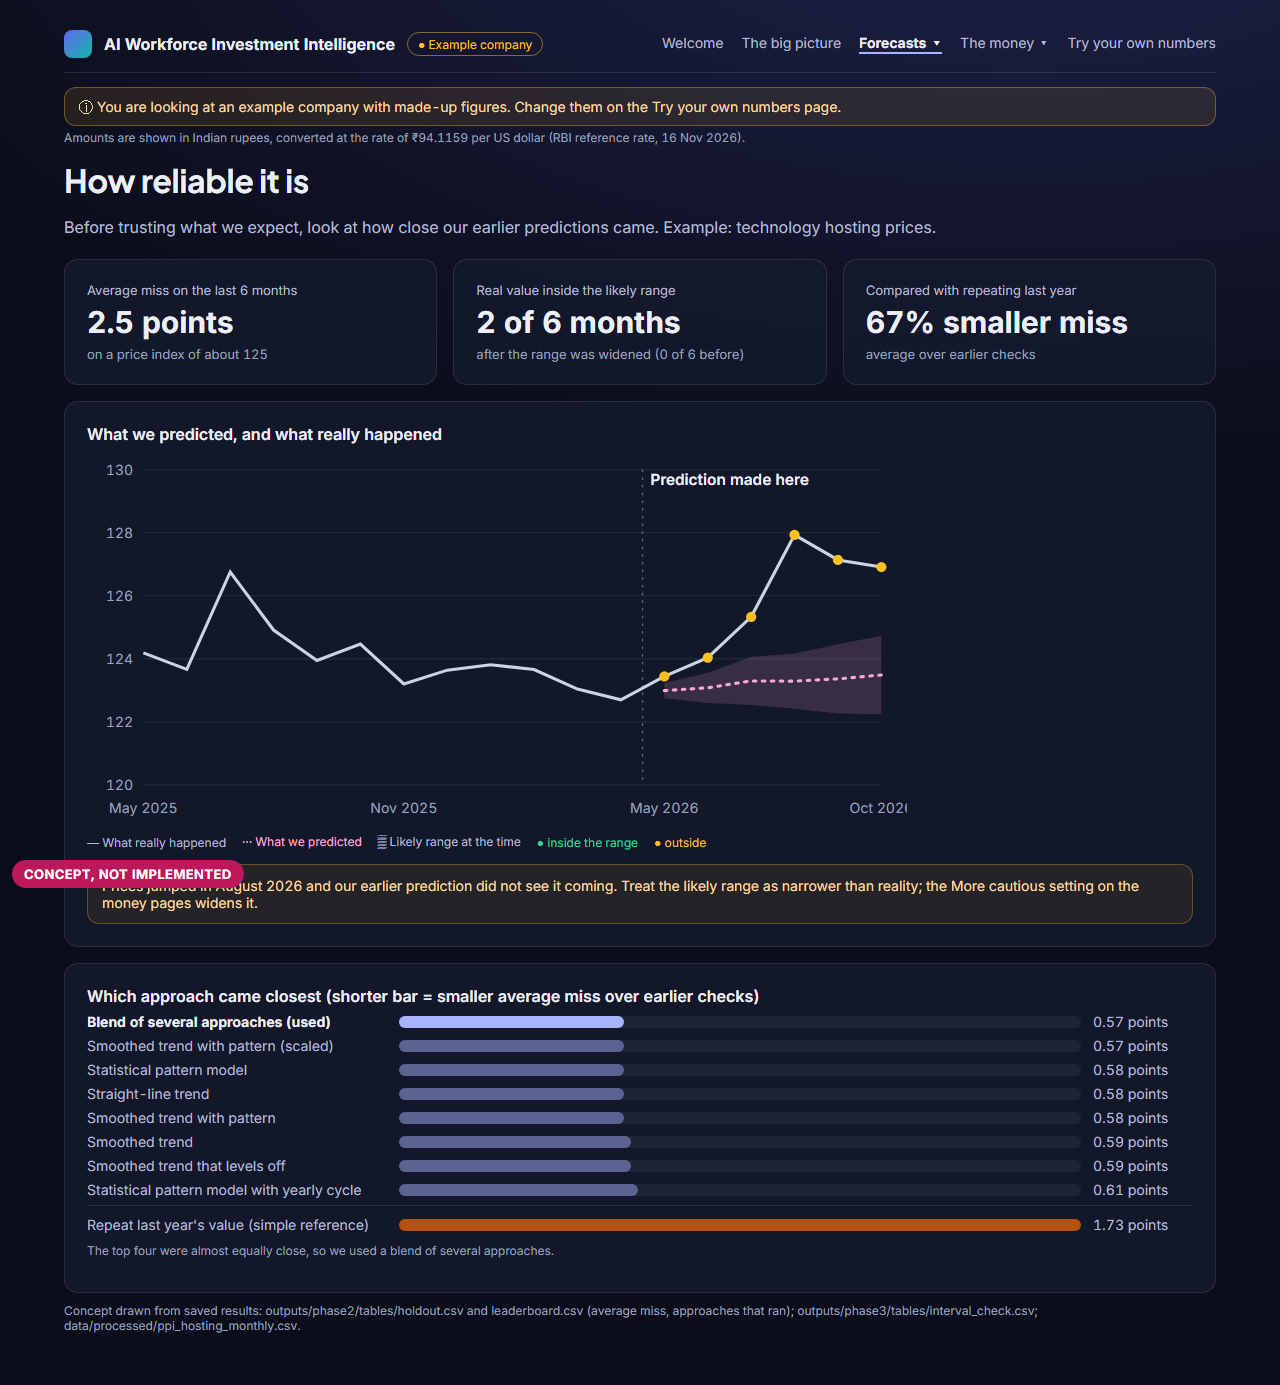 AI Workforce Investment Intelligence
● Example company
Welcome
The big picture
Forecasts ▾
The money ▾
Try your own numbers
ⓘ You are looking at an example company with made-up figures. Change them on the Try your own numbers page.
Amounts are shown in Indian rupees, converted at the rate of ₹94.1159 per US dollar (RBI reference rate, 16 Nov 2026).
How reliable it is
Before trusting what we expect, look at how close our earlier predictions came. Example: technology hosting prices.
Average miss on the last 6 months
2.5 points
on a price index of about 125
Real value inside the likely range
2 of 6 months
after the range was widened (0 of 6 before)
Compared with repeating last year
67% smaller miss
average over earlier checks
What we predicted, and what really happened
130
128
126
124
122
120
Prediction made here
May 2025
Nov 2025
May 2026
Oct 202
— What really happened
··· What we predicted
Likely range at the time
● inside the range
● outside
CONCEPT, NOT IMPLEMENTED
August 2026 and our earlier prediction did not see it coming. Treat the likely range as narrower than reality; the More cautious setting on the
money pages widens it.
Which approach came closest (shorter bar = smaller average miss over earlier checks)
Blend of several approaches (used) 0.57 points
Smoothed trend with pattern (scaled) 0.57 points
Statistical pattern model 0.58 points
Straight-line trend 0.58 points
Smoothed trend with pattern 0.58 points
Smoothed trend 0.59 points
Smoothed trend that levels off 0.59 points
Statistical pattern model with yearly cycle 0.61 points
Repeat last year's value (simple reference) 1.73 points
The top four were almost equally close, so we used a blend of several approaches.
Concept drawn from saved results: outputs/phase2/tables/holdout.csv and leaderboard.csv (average miss, approaches that ran); outputs/phase3/tables/interval_check.csv;
data/processed/ppi_hosting_monthly.csv.